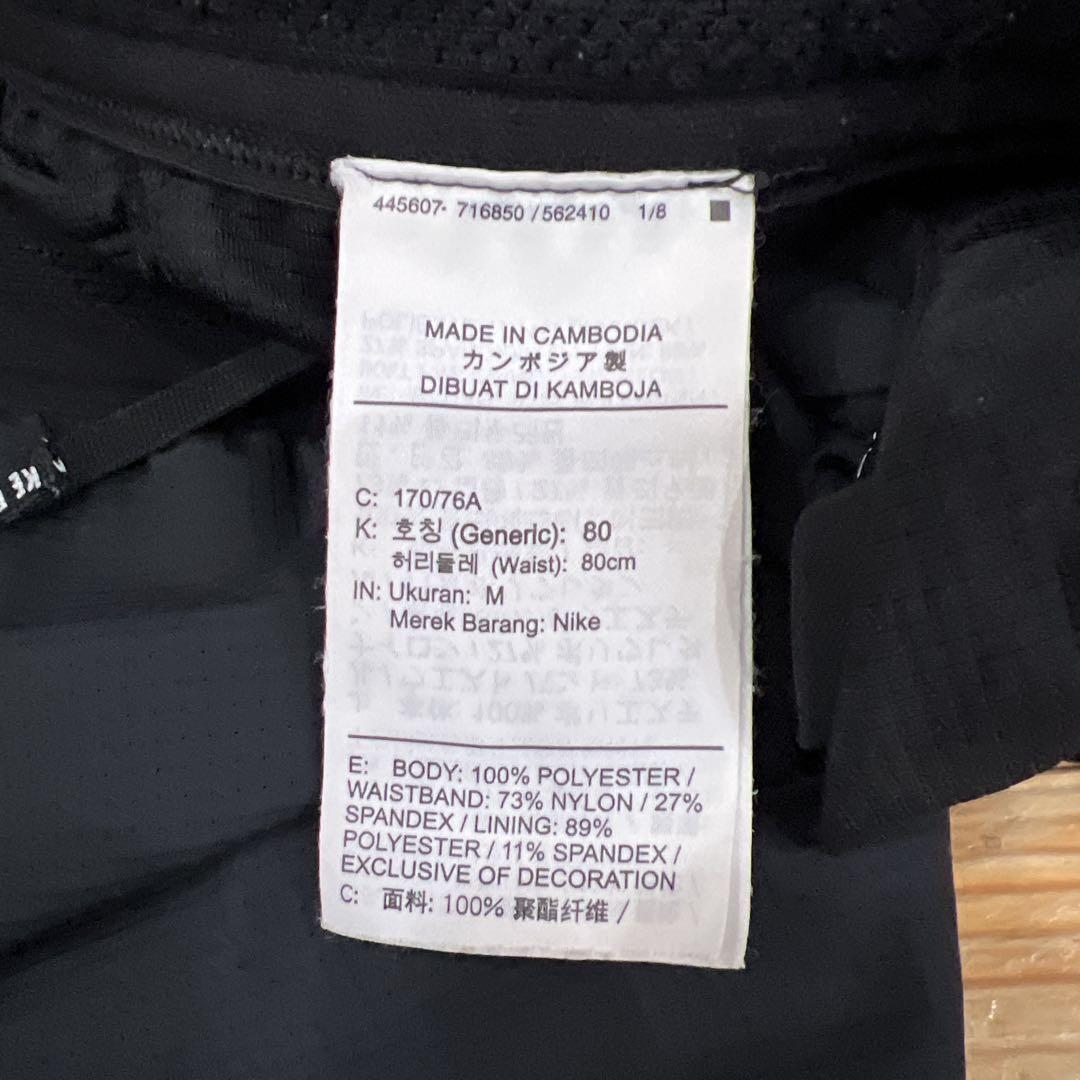 445607- 716850 / 562410 1/8
MADE IN CAMBODIA
カンボジア製
DIBUAT DI KAMBOJA
C: 170/76A
K: 호칭 (Generic): 80
허리둘레 (Waist): 80cm
IN: Ukuran: M
Merek Barang: Nike
E: BODY: 100% POLYESTER /
WAISTBAND: 73% NYLON / 27%
SPANDEX / LINING: 89%
POLYESTER / 11% SPANDEX /
EXCLUSIVE OF DECORATION
C: 面料: 100% 聚酯纤维 /